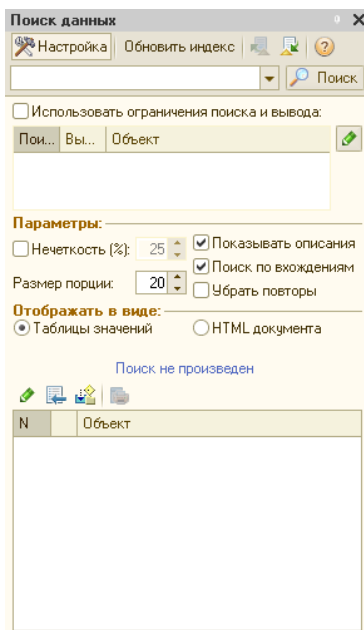 Поиск данных
Настройка Обновить индекс
Поиск
Использовать ограничения поиска и вывода:
Пои... Вы... Объект
Параметры:
Нечеткость (%): 25 Показывать описания
Поиск по вхождениям
Размер порции: 20 Убрать повторы
Отображать в виде:
Таблицы значений HTML документа
Поиск не произведен
N Объект